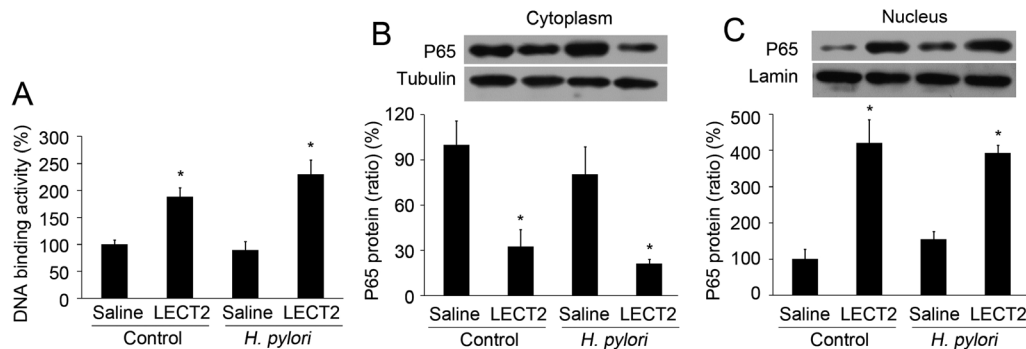 A
DNA binding activity (%)
300
250
200
150
100
50
0
*
*
Saline LECT2 Saline LECT2
Control H. pylori
B
Cytoplasm
P65
Tubulin
P65 protein (ratio) (%)
120
90
60
30
0
*
*
Saline LECT2 Saline LECT2
Control H. pylori
C
Nucleus
P65
Lamin
P65 protein (ratio) (%)
500
400
300
200
100
0
*
*
Saline LECT2 Saline LECT2
Control H. pylori